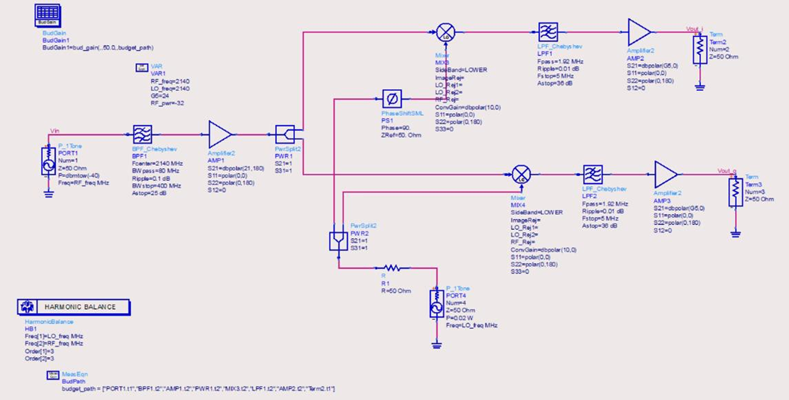 BudGain
BudGain
BudGain1
BudGain1=bud_gain(,,50.0,,budget_path)
VAR
VAR1
RF_freq=2140
LO_freq=2140
G6=24
RF_pwr=-32
Vin
P_1Tone
PORT1
Num=1
Z=50 Ohm
P=dbmtow(-40)
Freq=RF_freq MHz
BPF_Chebyshev
BPF1
Fcenter=2140 MHz
BWpass=80 MHz
Ripple=0.1 dB
BWstop=400 MHz
Astop=25 dB
Amplifier2
AMP1
S21=dbpolar(21,180)
S11=polar(0,0)
S22=polar(0,180)
S12=0
PwrSplit2
PWR1
S21=1
S31=1
PhaseShiftSML
PS1
Phase=90.
ZRef=50. Ohm
Mixer
MIX3
SideBand=LOWER
ImageRej=
LO_Rej1=
LO_Rej2=
RF_Rej=
ConvGain=dbpolar(10,0)
S11=polar(0,0)
S22=polar(0,180)
S33=0
LPF_Chebyshev
LPF1
Fpass=1.92 MHz
Ripple=0.01 dB
Fstop=5 MHz
Astop=36 dB
Amplifier2
AMP2
S21=dbpolar(G6,0)
S11=polar(0,0)
S22=polar(0,180)
S12=0
Vout_i
Term
Term2
Num=2
Z=50 Ohm
Mixer
MIX4
SideBand=LOWER
ImageRej=
LO_Rej1=
LO_Rej2=
RF_Rej=
ConvGain=dbpolar(10,0)
S11=polar(0,0)
S22=polar(0,180)
S33=0
LPF_Chebyshev
LPF2
Fpass=1.92 MHz
Ripple=0.01 dB
Fstop=5 MHz
Astop=36 dB
Amplifier2
AMP3
S21=dbpolar(G6,0)
S11=polar(0,0)
S22=polar(0,180)
S12=0
Vout_q
Term
Term3
Num=3
Z=50 Ohm
PwrSplit2
PWR2
S21=1
S31=1
R
R1
R=50 Ohm
P_1Tone
PORT4
Num=4
Z=50 Ohm
P=0.02 W
Freq=LO_freq MHz
HARMONIC BALANCE
HarmonicBalance
HB1
Freq[1]=LO_freq MHz
Freq[2]=RF_freq MHz
Order[1]=3
Order[2]=3
MeasEqn
BudPath
budget_path = ["PORT1.t1","BPF1.t2","AMP1.t2","PWR1.t2","MIX3.t2","LPF1.t2","AMP2.t2","Term2.t1"]